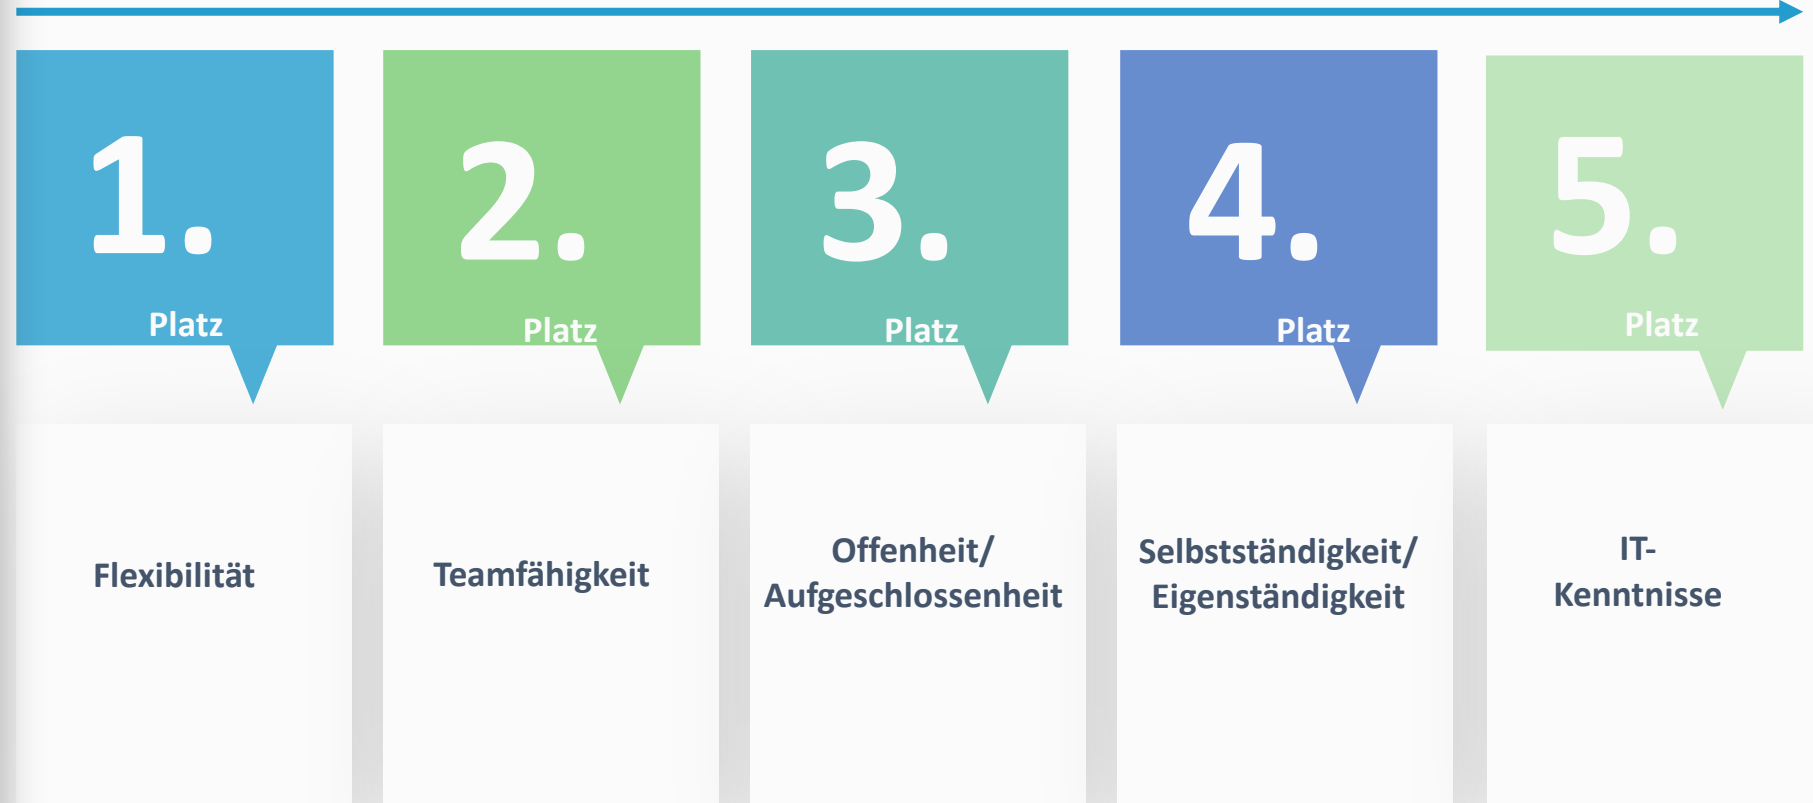 1.
Platz
2.
Platz
3.
Platz
4.
Platz
5.
Platz
Flexibilität
Teamfähigkeit
Offenheit/
Aufgeschlossenheit
Selbstständigkeit/
Eigenständigkeit
IT-
Kenntnisse